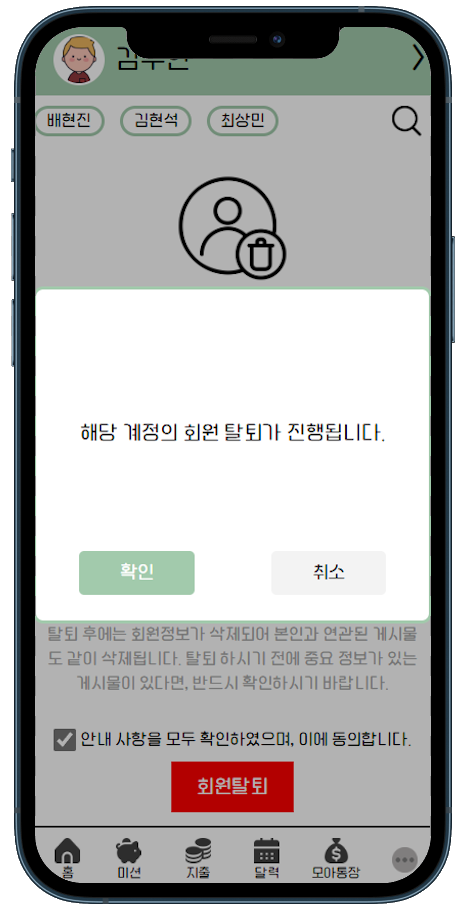 배현진 김현석 최상민
해당 계정의 회원 탈퇴가 진행됩니다.
확인 취소
탈퇴 후에는 회원정보가 삭제되어 본인과 연관된 게시물
도 같이 삭제됩니다. 탈퇴 하시기 전에 중요 정보가 있는
게시물이 있다면, 반드시 확인하시기 바랍니다.
안내 사항을 모두 확인하였으며, 이에 동의합니다.
회원탈퇴
홈 미션 지출 달력 모아통장